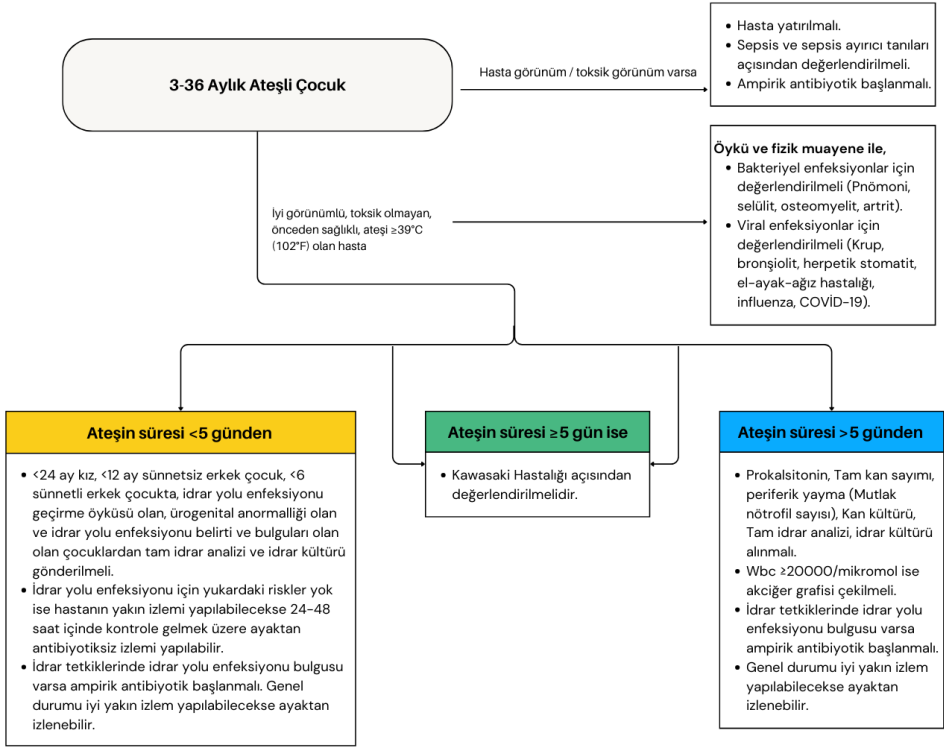 3-36 Aylık Ateşli Çocuk
Hasta görünüm / toksik görünüm varsa
• Hasta yatırılmalı.
• Sepsis ve sepsis ayırıcı tanıları
açısından değerlendirilmeli.
• Ampirik antibiyotik başlanmalı.
İyi görünümlü, toksik olmayan,
önceden sağlıklı, ateşi ≥39°C
(102°F) olan hasta
Öykü ve fizik muayene ile,
• Bakteriyel enfeksiyonlar için
değerlendirilmeli (Pnömoni,
selülit, osteomyelit, artrit).
• Viral enfeksiyonlar için
değerlendirilmeli (Krup,
bronşiolit, herpetik stomatit,
el-ayak-ağız hastalığı,
influenza, COVİD-19).
Ateşin süresi <5 günden
• <24 ay kız, <12 ay sünnetsiz erkek çocuk, <6
sünnetli erkek çocukta, idrar yolu enfeksiyonu
geçirme öyküsü olan, ürogenital anormalliği olan
ve idrar yolu enfeksiyonu belirti ve bulguları olan
olan çocuklardan tam idrar analizi ve idrar kültürü
gönderilmeli.
• İdrar yolu enfeksiyonu için yukardaki riskler yok
ise hastanın yakın izlemi yapılabilecekse 24-48
saat içinde kontrole gelmek üzere ayaktan
antibiyotiksiz izlemi yapılabilir.
• İdrar tetkiklerinde idrar yolu enfeksiyonu bulgusu
varsa ampirik antibiyotik başlanmalı. Genel
durumu iyi yakın izlem yapılabilecekse ayaktan
izlenebilir.
Ateşin süresi ≥5 gün ise
• Kawasaki Hastalığı açısından
değerlendirilmelidir.
Ateşin süresi >5 günden
• Prokalsitonin, Tam kan sayımı,
periferik yayma (Mutlak
nötrofil sayısı), Kan kültürü,
Tam idrar analizi, idrar kültürü
alınmalı.
• Wbc ≥20000/mikromol ise
akciğer grafisi çekilmeli.
• İdrar tetkiklerinde idrar yolu
enfeksiyonu bulgusu varsa
ampirik antibiyotik başlanmalı.
• Genel durumu iyi yakın izlem
yapılabilecekse ayaktan
izlenebilir.